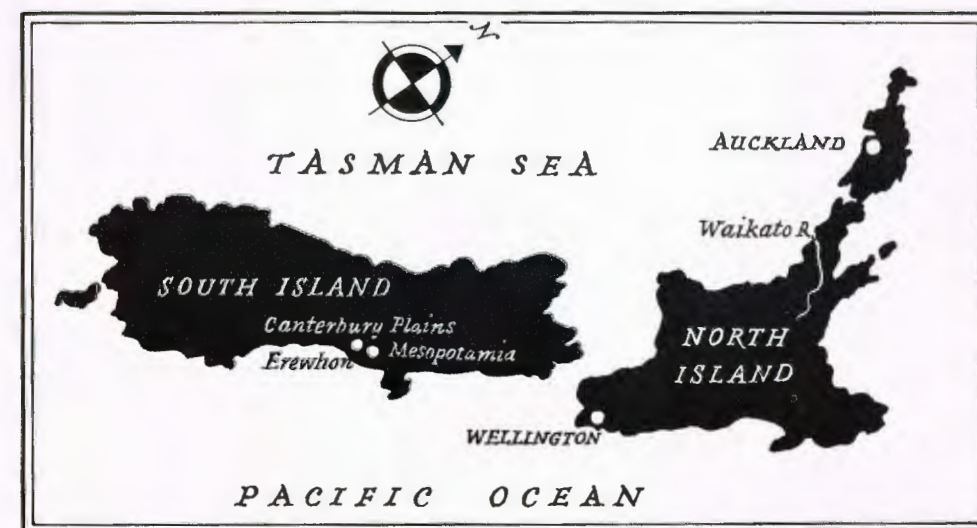 N
TASMAN SEA
AUCKLAND
Waikato R.
SOUTH ISLAND
Canterbury Plains
Erewhon
Mesopotamia
NORTH
ISLAND
WELLINGTON
PACIFIC OCEAN